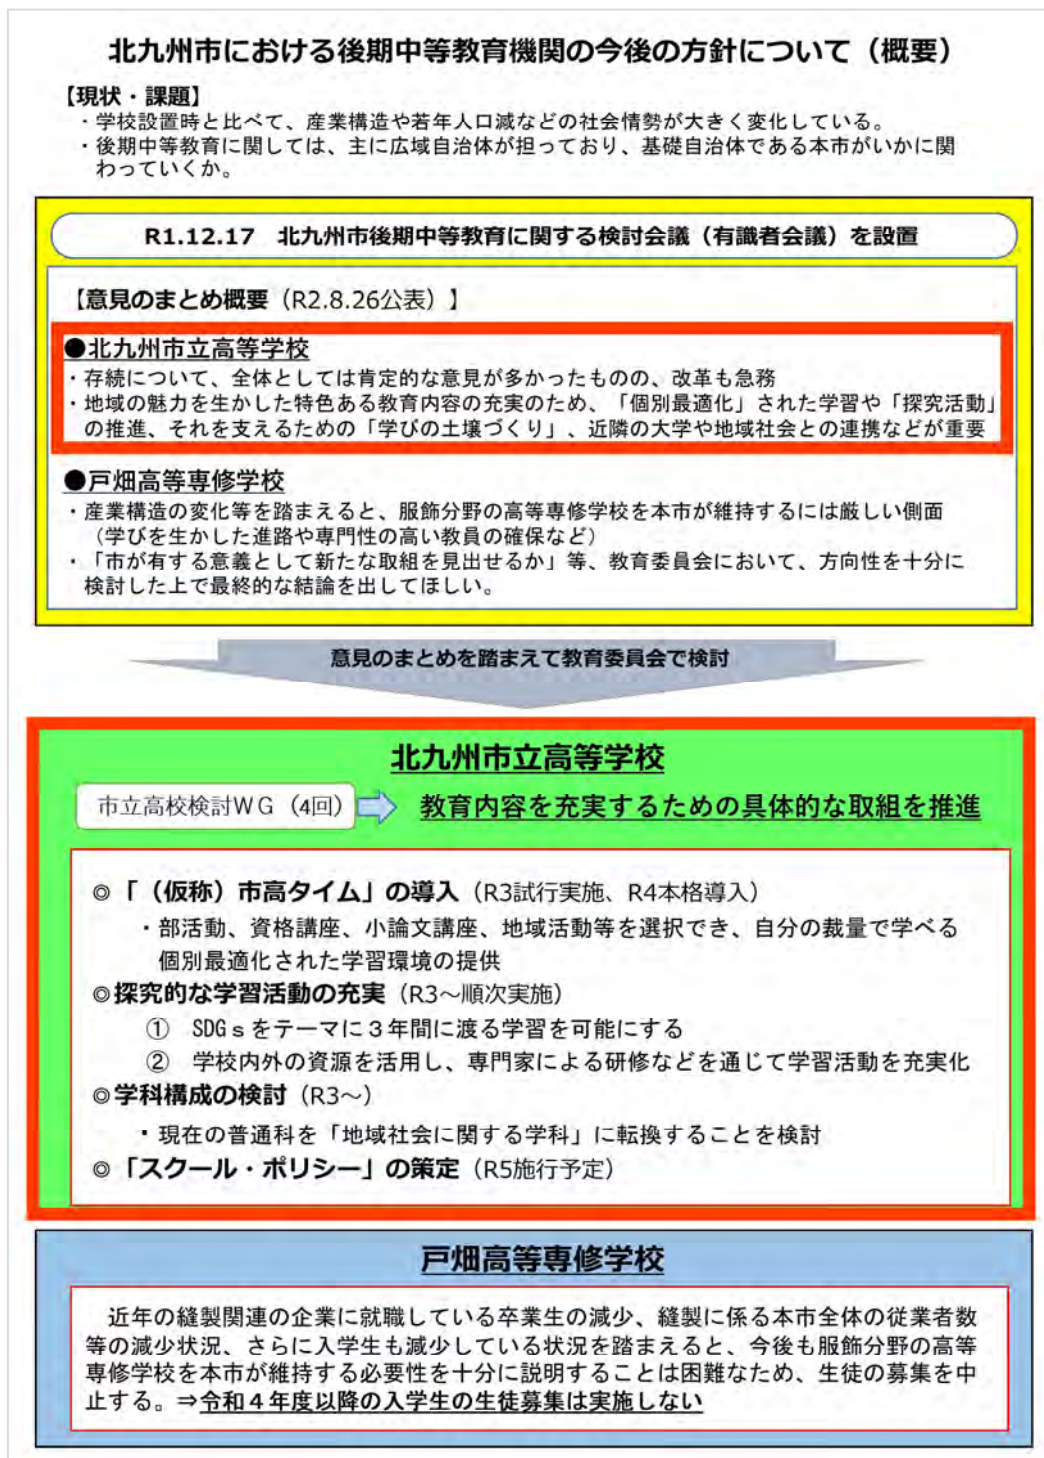 北九州市における後期中等教育機関の今後の方針について（概要）
【現状・課題】
・学校設置時と比べて、産業構造や若年人口減などの社会情勢が大きく変化している。
・後期中等教育に関しては、主に広域自治体が担っており、基礎自治体である本市がいかに関
わっていくか。
R1.12.17　北九州市後期中等教育に関する検討会議（有識者会議）を設置
【意見のまとめ概要（R2.8.26公表）】
●北九州市立高等学校
・存続について、全体としては肯定的な意見が多かったものの、改革も急務
・地域の魅力を生かした特色ある教育内容の充実のため、「個別最適化」された学習や「探究活動」
の推進、それを支えるための「学びの土壌づくり」、近隣の大学や地域社会との連携などが重要
●戸畑高等専修学校
・産業構造の変化等を踏まえると、服飾分野の高等専修学校を本市が維持するには厳しい側面
（学びを生かした進路や専門性の高い教員の確保など）
・「市が有する意義として新たな取組を見出せるか」等、教育委員会において、方向性を十分に
検討した上で最終的な結論を出してほしい。
意見のまとめを踏まえて教育委員会で検討
北九州市立高等学校
市立高校検討ＷＧ（4回）
教育内容を充実するための具体的な取組を推進
◎「（仮称）市高タイム」の導入（R3試行実施、R4本格導入）
・部活動、資格講座、小論文講座、地域活動等を選択でき、自分の裁量で学べる
個別最適化された学習環境の提供
◎探究的な学習活動の充実（R3～順次実施）
①　SDGｓをテーマに３年間に渡る学習を可能にする
②　学校内外の資源を活用し、専門家による研修などを通じて学習活動を充実化
◎学科構成の検討（R3～）
・現在の普通科を「地域社会に関する学科」に転換することを検討
◎「スクール・ポリシー」の策定（R5施行予定）
戸畑高等専修学校
近年の縫製関連の企業に就職している卒業生の減少、縫製に係る本市全体の従業者数
等の減少状況、さらに入学生も減少している状況を踏まえると、今後も服飾分野の高等
専修学校を本市が維持する必要性を十分に説明することは困難なため、生徒の募集を中
止する。⇒令和４年度以降の入学生の生徒募集は実施しない